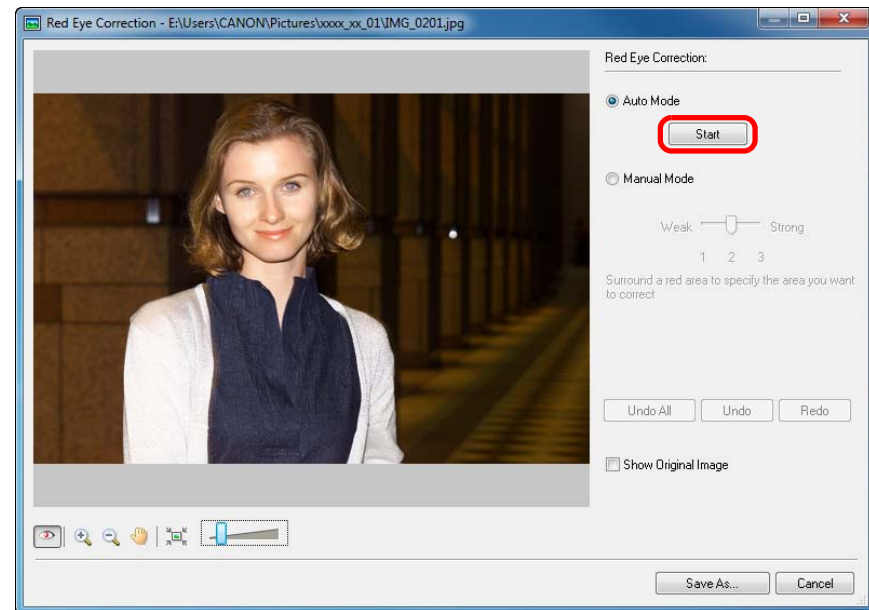 Red Eye Correction - E:\Users\CANON\Pictures\xxxx_xx_01\IMG_0201.jpg
Red Eye Correction:
Auto Mode
Start
Manual Mode
Weak Strong
1 2 3
Surround a red area to specify the area you want
to correct
Undo All Undo Redo
Show Original Image
Save As... Cancel